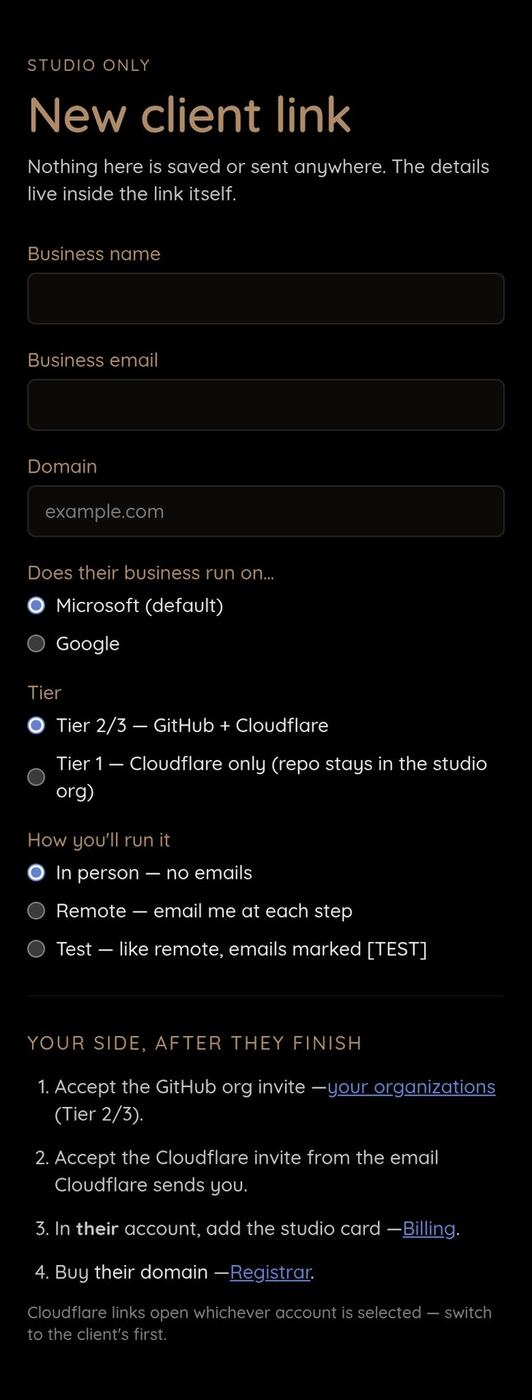 STUDIO ONLY
New client link
Nothing here is saved or sent anywhere. The details
live inside the link itself.
Business name
Business email
Domain
example.com
Does their business run on...
Microsoft (default)
Google
Tier
Tier 2/3 — GitHub + Cloudflare
Tier 1 — Cloudflare only (repo stays in the studio
org)
How you'll run it
In person — no emails
Remote — email me at each step
Test — like remote, emails marked [TEST]
YOUR SIDE, AFTER THEY FINISH
1. Accept the GitHub org invite —your organizations
(Tier 2/3).
2. Accept the Cloudflare invite from the email
Cloudflare sends you.
3. In their account, add the studio card —Billing.
4. Buy their domain —Registrar.
Cloudflare links open whichever account is selected — switch
to the client's first.